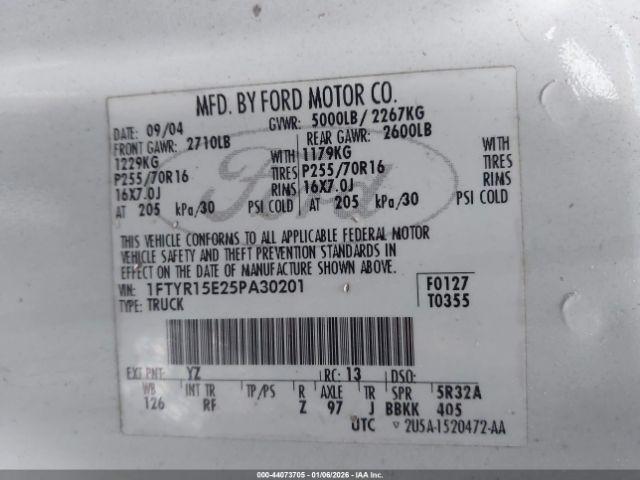 MFD. BY FORD MOTOR CO.
DATE: 09/04 GVWR: 5000LB/ 2267KG
FRONT GAWR: 2710LB REAR GAWR: 2600LB
1229KG WITH 1179KG WITH
P255/70R16 TIRES P255/70R16 TIRES
16X7.0J RIMS 16X7.0J RIMS
AT 205 kPa/30 PSI COLD AT 205 kPa/30 PSI COLD
Ford
THIS VEHICLE CONFORMS TO ALL APPLICABLE FEDERAL MOTOR
VEHICLE SAFETY AND THEFT PREVENTION STANDARDS IN
EFFECT ON THE DATE OF MANUFACTURE SHOWN ABOVE.
VIN: 1FTYR15E25PA30201 F0127
TYPE: TRUCK T0355
EXT PNT: YZ RC: 13 DSO:
WB INT TR TP/PS R AXLE TR SPR 5R32A
126 RF Z 97 J BBKK 405
UTC ▽ 2U5A-1520472-AA
000-44073705 - 01/06/2026 - IAAI.CA